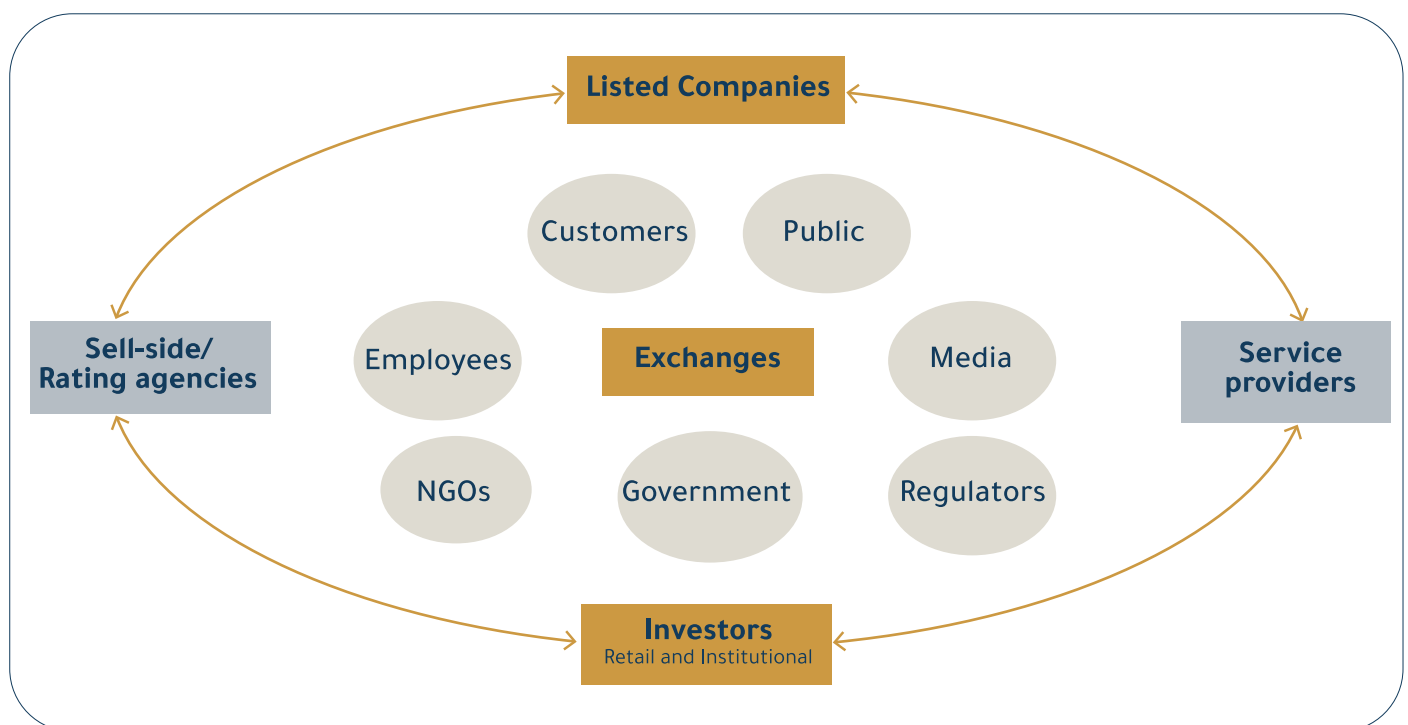 Listed Companies
Customers
Public
Sell-side/
Rating agencies
Employees
Exchanges
Media
Service
providers
NGOs
Government
Regulators
Investors
Retail and Institutional